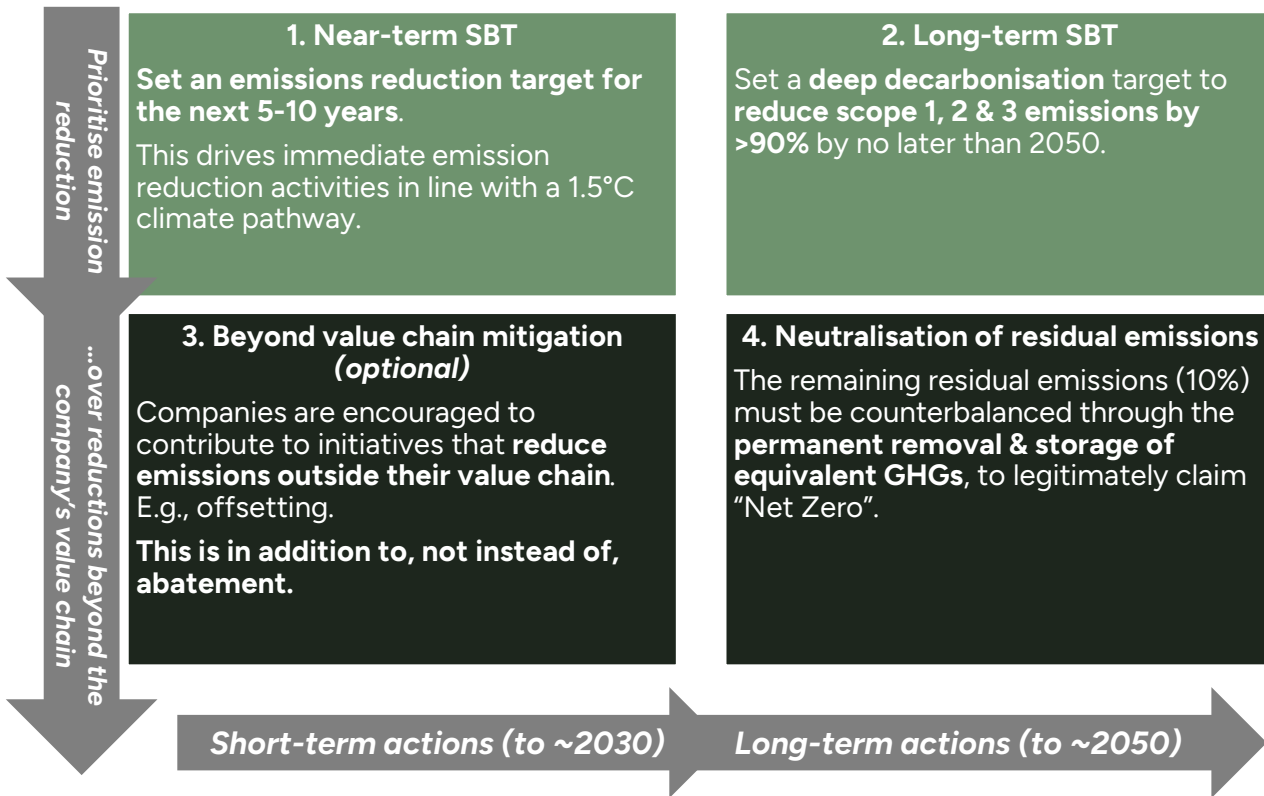 Prioritise emission
reduction
...over reductions beyond the
company's value chain
1. Near-term SBT
Set an emissions reduction target for
the next 5-10 years.
This drives immediate emission
reduction activities in line with a 1.5°C
climate pathway.
2. Long-term SBT
Set a deep decarbonisation target to
reduce scope 1, 2 & 3 emissions by
>90% by no later than 2050.
3. Beyond value chain mitigation
(optional)
Companies are encouraged to
contribute to initiatives that reduce
emissions outside their value chain.
E.g., offsetting.
This is in addition to, not instead of,
abatement.
4. Neutralisation of residual emissions
The remaining residual emissions (10%)
must be counterbalanced through the
permanent removal & storage of
equivalent GHGs, to legitimately claim
“Net Zero”.
Short-term actions (to ~2030)
Long-term actions (to ~2050)